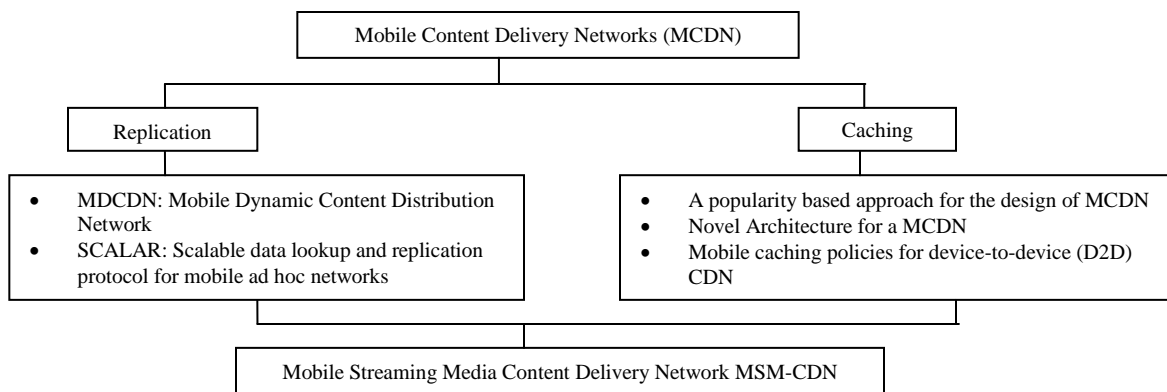 Mobile Content Delivery Networks (MCDN)
Replication
Caching
• MDCDN: Mobile Dynamic Content Distribution
Network
• SCALAR: Scalable data lookup and replication
protocol for mobile ad hoc networks
• A popularity based approach for the design of MCDN
• Novel Architecture for a MCDN
• Mobile caching policies for device-to-device (D2D)
CDN
Mobile Streaming Media Content Delivery Network MSM-CDN